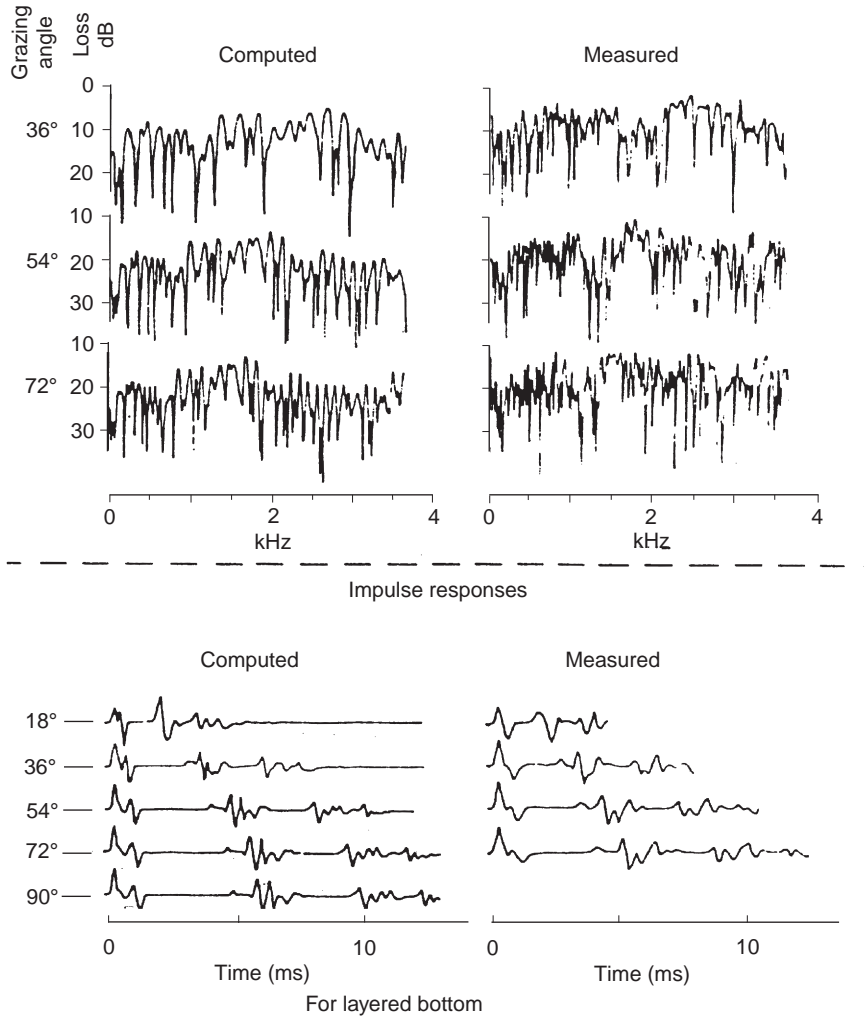 Grazing angle
Loss dB
Computed
Measured
0
36° 10
20
10
54° 20
30
10
72° 20
30
0 2 4
kHz
0 2 4
kHz
Impulse responses
Computed
Measured
18°
36°
54°
72°
90°
0 10
Time (ms)
0 10
Time (ms)
For layered bottom